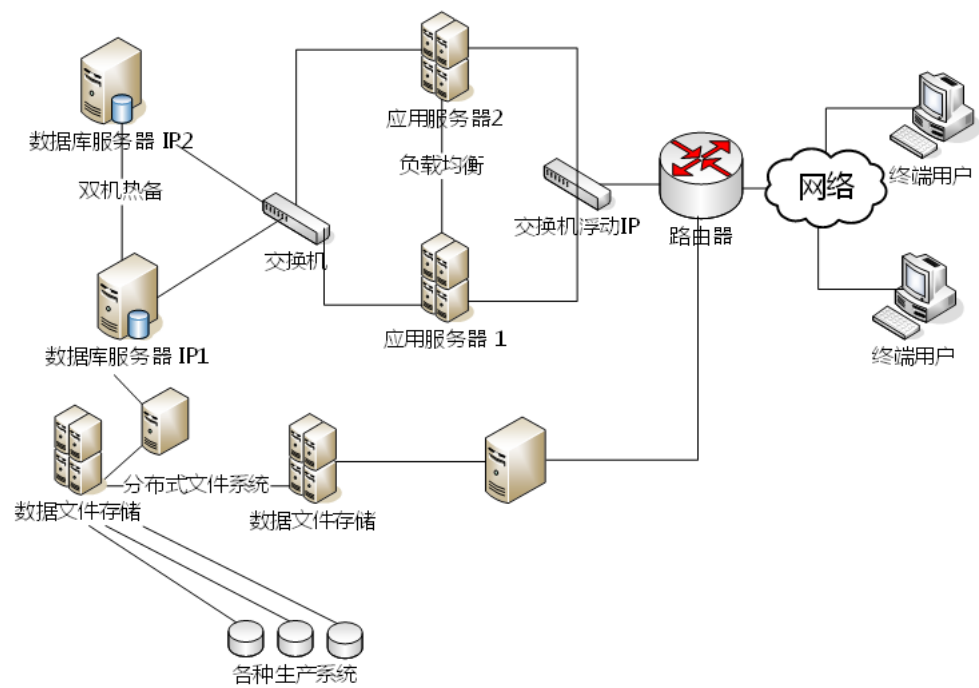 应用服务器2
数据库服务器 IP2
双机热备
负载均衡
网络
终端用户
交换机
交换机浮动IP
路由器
应用服务器 1
数据库服务器 IP1
终端用户
分布式文件系统
数据文件存储
数据文件存储
各种生产系统